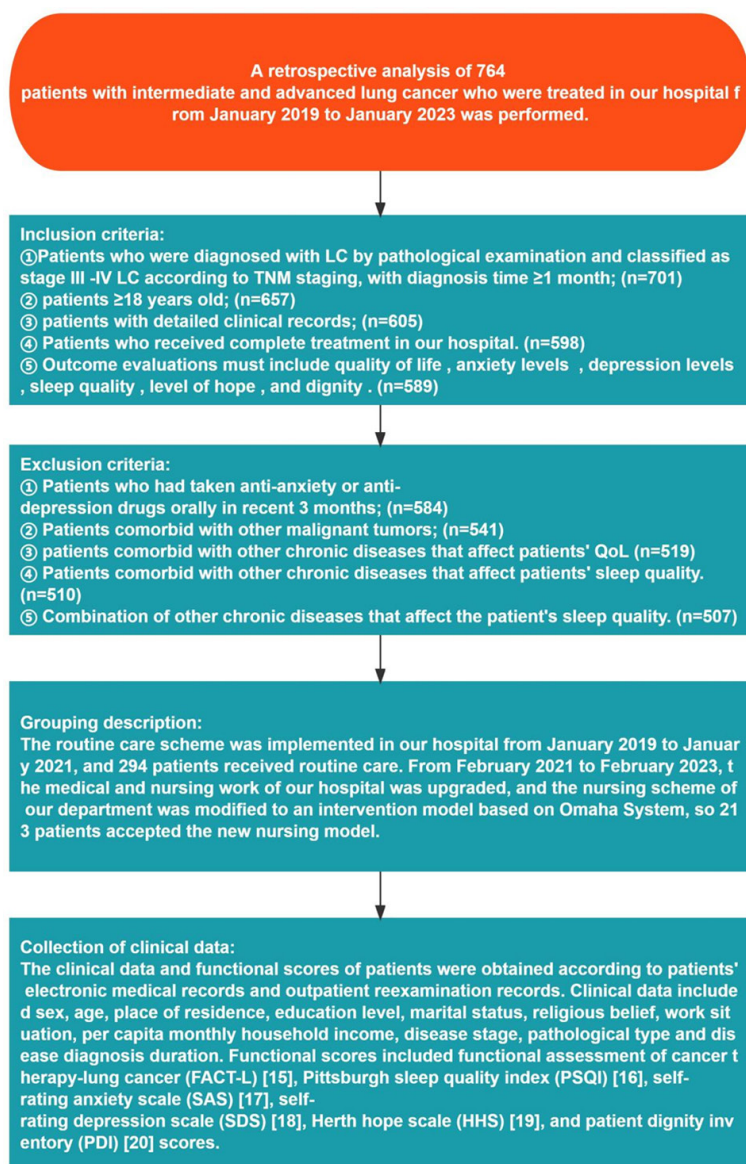 A retrospective analysis of 764
patients with intermediate and advanced lung cancer who were treated in our hospital f
rom January 2019 to January 2023 was performed.
Inclusion criteria:
①Patients who were diagnosed with LC by pathological examination and classified as
stage III -IV LC according to TNM staging, with diagnosis time ≥1 month; (n=701)
② patients ≥18 years old; (n=657)
③ patients with detailed clinical records; (n=605)
④ Patients who received complete treatment in our hospital. (n=598)
⑤ Outcome evaluations must include quality of life , anxiety levels , depression levels
, sleep quality , level of hope , and dignity . (n=589)
Exclusion criteria:
① Patients who had taken anti-anxiety or anti-
depression drugs orally in recent 3 months; (n=584)
② Patients comorbid with other malignant tumors; (n=541)
③ patients comorbid with other chronic diseases that affect patients' QoL (n=519)
④ Patients comorbid with other chronic diseases that affect patients' sleep quality.
(n=510)
⑤ Combination of other chronic diseases that affect the patient's sleep quality. (n=507)
Grouping description:
The routine care scheme was implemented in our hospital from January 2019 to Januar
y 2021, and 294 patients received routine care. From February 2021 to February 2023, t
he medical and nursing work of our hospital was upgraded, and the nursing scheme of
our department was modified to an intervention model based on Omaha System, so 21
3 patients accepted the new nursing model.
Collection of clinical data:
The clinical data and functional scores of patients were obtained according to patients'
electronic medical records and outpatient reexamination records. Clinical data include
d sex, age, place of residence, education level, marital status, religious belief, work sit
uation, per capita monthly household income, disease stage, pathological type and dis
ease diagnosis duration. Functional scores included functional assessment of cancer t
herapy-lung cancer (FACT-L) [15], Pittsburgh sleep quality index (PSQI) [16], self-
rating anxiety scale (SAS) [17], self-
rating depression scale (SDS) [18], Herth hope scale (HHS) [19], and patient dignity inv
entory (PDI) [20] scores.